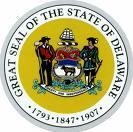 GREAT SEAL OF THE STATE OF DELAWARE
·1793·1847·1907·